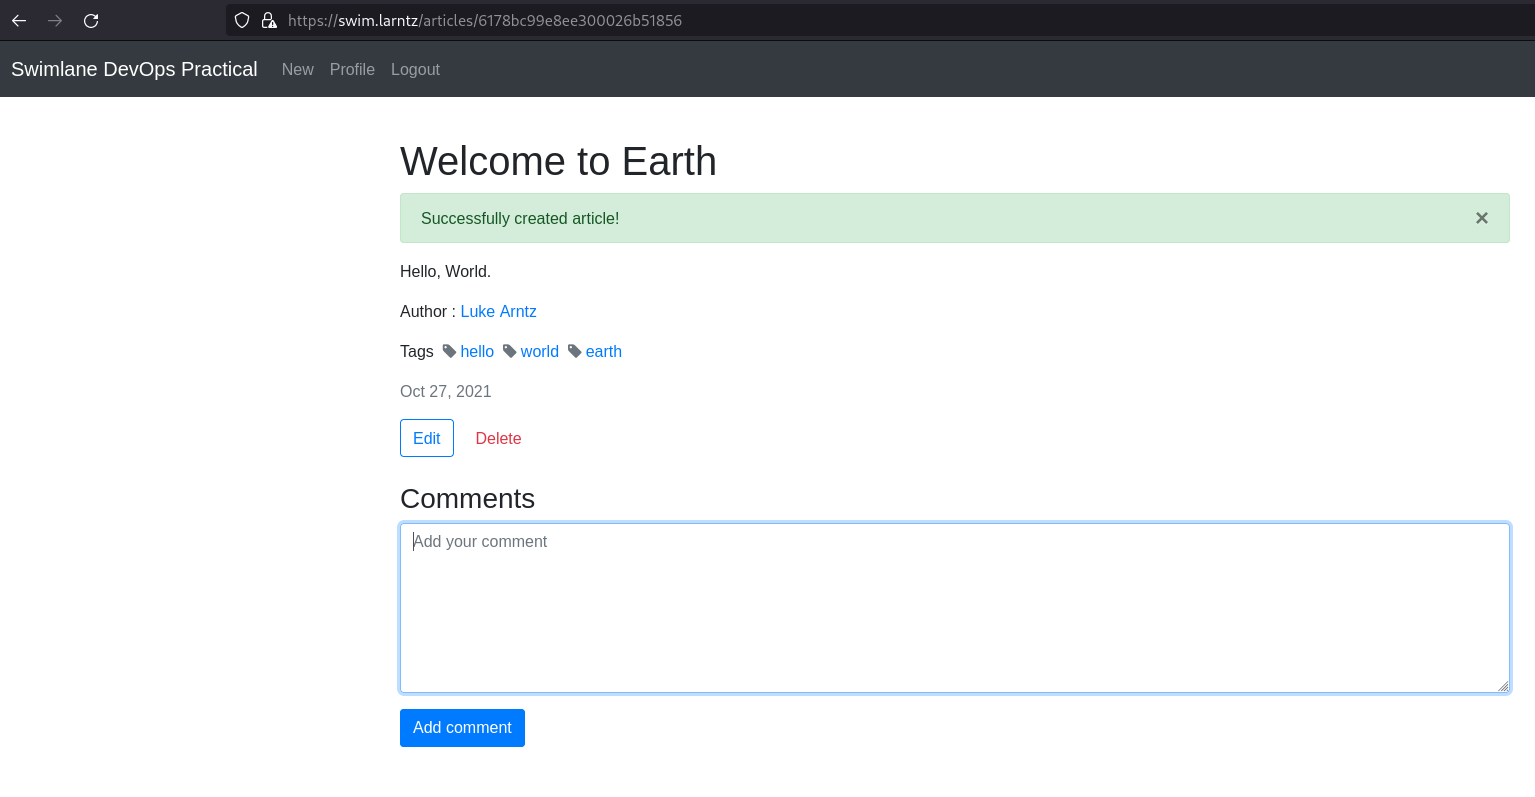 https://swim.larntz/articles/6178bc99e8ee300026b51856
Swimlane DevOps Practical New Profile Logout
Welcome to Earth
Successfully created article! ×
Hello, World.
Author : Luke Arntz
Tags hello world earth
Oct 27, 2021
Edit Delete
Comments
Add your comment
Add comment